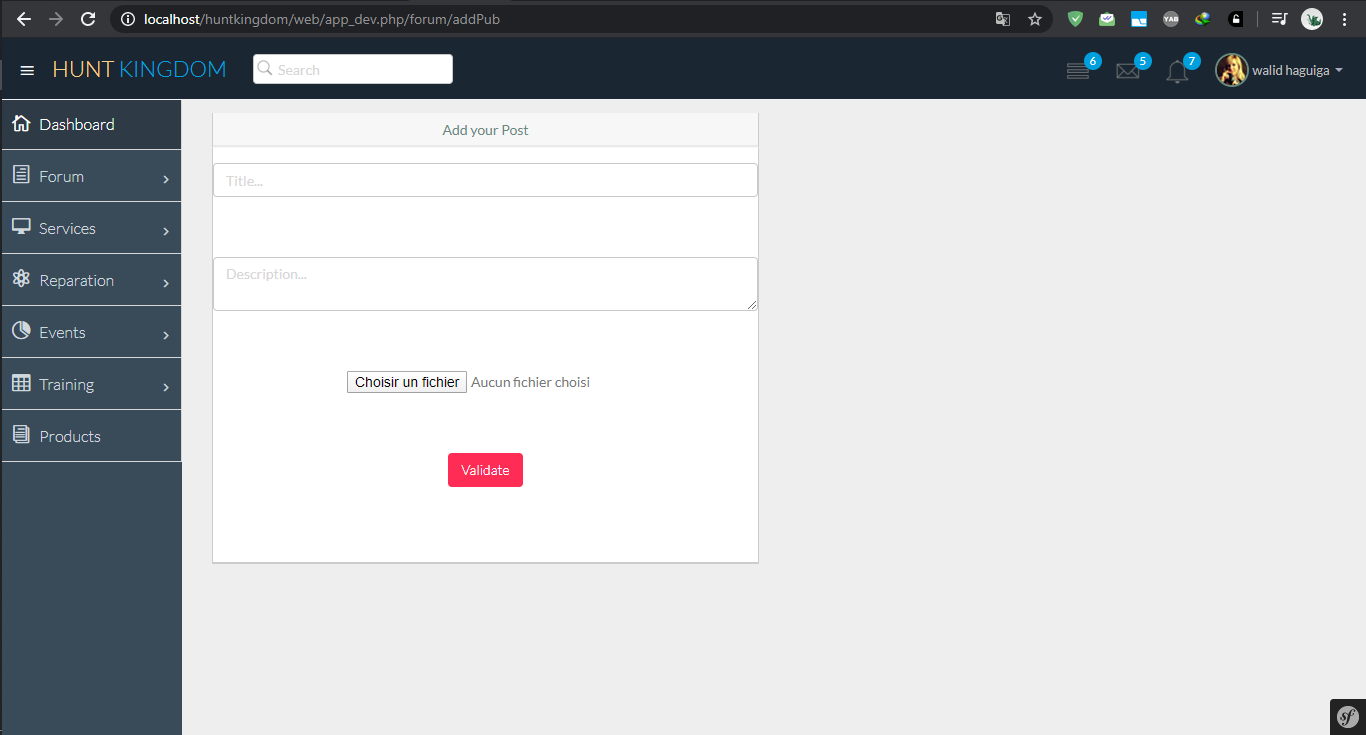 localhost/huntkingdom/web/app_dev.php/forum/addPub
YAB
HUNT KINGDOM
Search
6
5
7
walid haguiga
Dashboard
Forum
Services
Reparation
Events
Training
Products
Add your Post
Title...
Description...
Choisir un fichier Aucun fichier choisi
Validate
sf